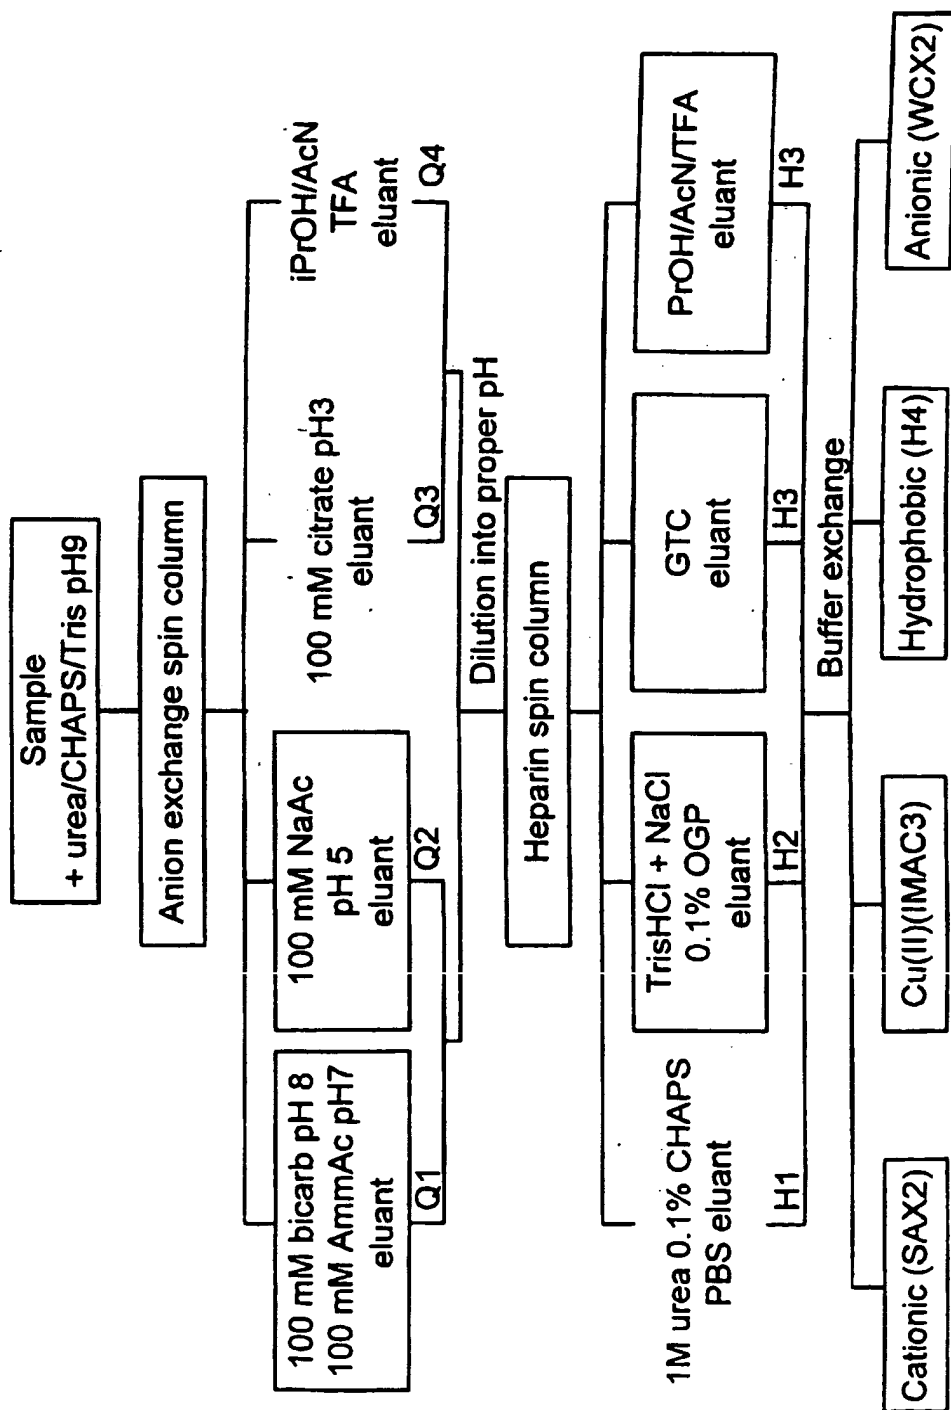 Sample
+ urea/CHAPS/Tris pH9
Anion exchange spin column
100 mM bicarb pH 8
100 mM AmmAc pH7
eluant
Q1
100 mM NaAc
pH 5
eluant
Q2
100 mM citrate pH3
eluant
Q3
iPrOH/AcN
TFA
eluant
Q4
Dilution into proper pH
Heparin spin column
1M urea 0.1% CHAPS
PBS eluant
H1
TrisHCl + NaCl
0.1% OGP
eluant
H2
GTC
eluant
H3
PrOH/AcN/TFA
eluant
H3
Buffer exchange
Cationic (SAX2)
Cu(II)(IMAC3)
Hydrophobic (H4)
Anionic (WCX2)